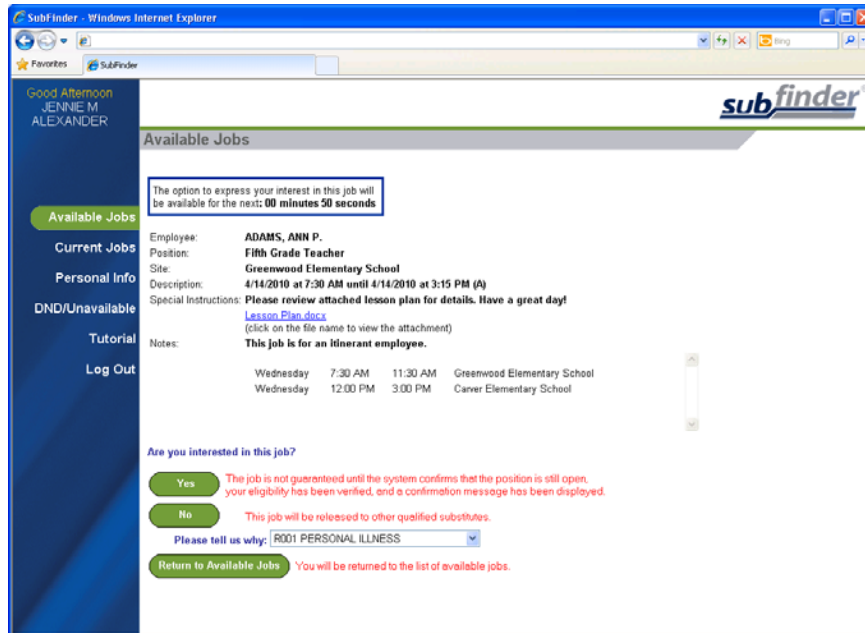 SubFinder - Windows Internet Explorer
Bing
Favorites SubFinder
Good Afternoon
JENNIE M
ALEXANDER
subfinder
Available Jobs
The option to express your interest in this job will
be available for the next: 00 minutes 50 seconds
Available Jobs
Current Jobs
Personal Info
DND/Unavailable
Tutorial
Log Out
Employee: ADAMS, ANN P.
Position: Fifth Grade Teacher
Site: Greenwood Elementary School
Description: 4/14/2010 at 7:30 AM until 4/14/2010 at 3:15 PM (A)
Special Instructions: Please review attached lesson plan for details. Have a great day!
Lesson Plan.docx
(click on the file name to view the attachment)
Notes: This job is for an itinerant employee.
Wednesday 7:30 AM 11:30 AM Greenwood Elementary School
Wednesday 12:00 PM 3:00 PM Carver Elementary School
Are you interested in this job?
Yes The job is not guaranteed until the system confirms that the position is still open,
your eligibility has been verified, and a confirmation message has been displayed.
No This job will be released to other qualified substitutes.
Please tell us why: R001 PERSONAL ILLNESS
Return to Available Jobs You will be returned to the list of available jobs.